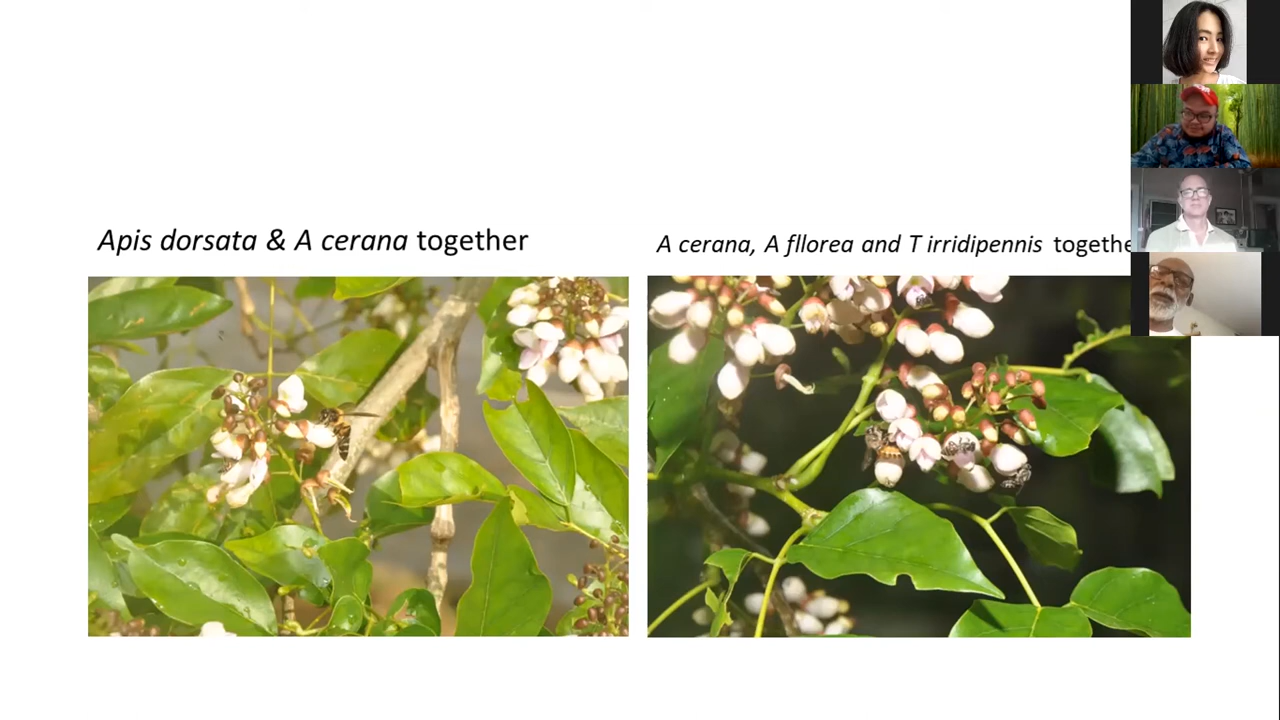 Apis dorsata & A cerana together
A cerana, A fllorea and T irridipennis togethe